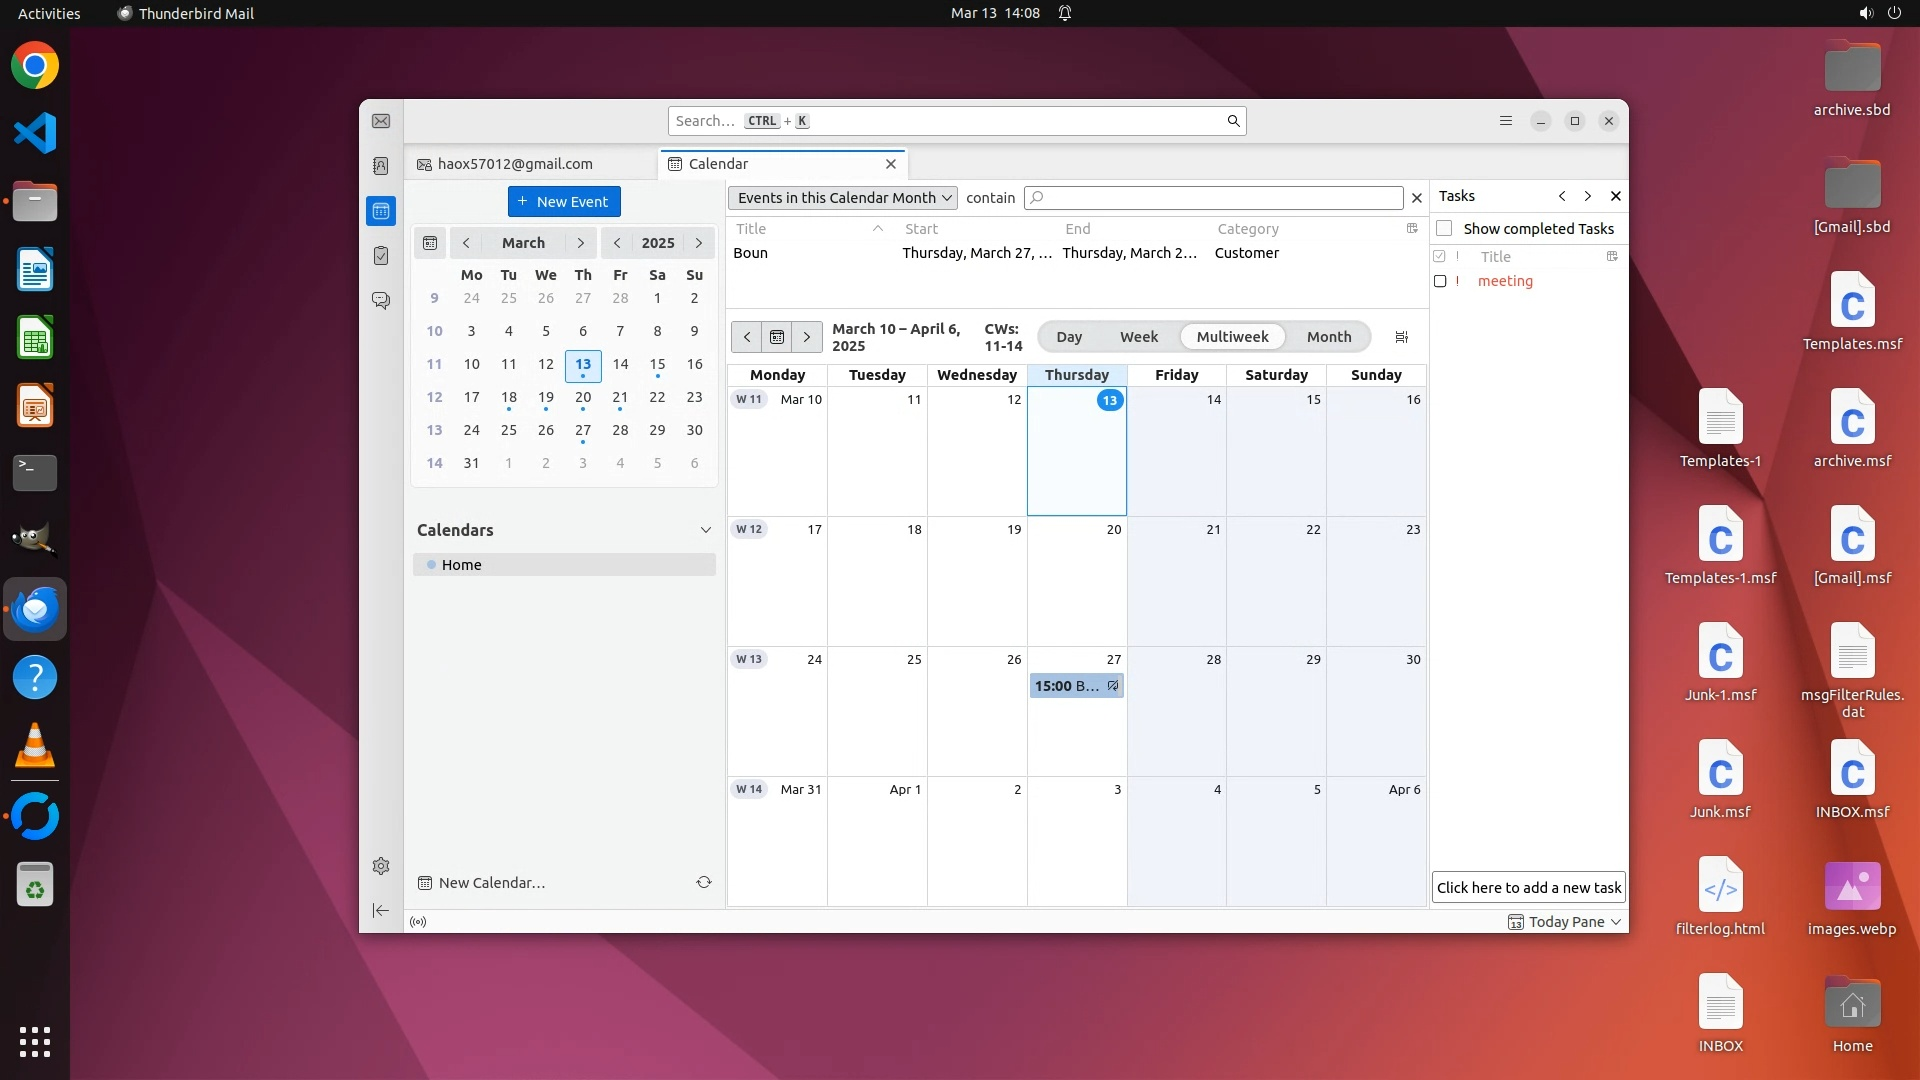 Activities
Thunderbird Mail
Mar 13 14:08
Search… CTRL + K
haox57012@gmail.com
Calendar
+ New Event
March
2025
Mo Tu We Th Fr Sa Su
9 24 25 26 27 28 1 2
10 3 4 5 6 7 8 9
11 10 11 12 13 14 15 16
12 17 18 19 20 21 22 23
13 24 25 26 27 28 29 30
14 31 1 2 3 4 5 6
Calendars
Home
New Calendar…
Events in this Calendar Month
contain
Title Start End Category
Boun Thursday, March 27, … Thursday, March 2… Customer
March 10 – April 6, 2025
CWs: 11-14
Day Week Multiweek Month
Monday Tuesday Wednesday Thursday Friday Saturday Sunday
W 11 Mar 10 11 12 13 14 15 16
W 12 17 18 19 20 21 22 23
W 13 24 25 26 27 28 29 30
15:00 B…
W 14 Mar 31 Apr 1 2 3 4 5 Apr 6
Tasks
Show completed Tasks
! Title
! meeting
Click here to add a new task
13 Today Pane
archive.sbd
[Gmail].sbd
Templates.msf
Templates-1
archive.msf
Templates-1.msf
[Gmail].msf
Junk-1.msf
msgFilterRules.
dat
Junk.msf
INBOX.msf
filterlog.html
images.webp
INBOX
Home